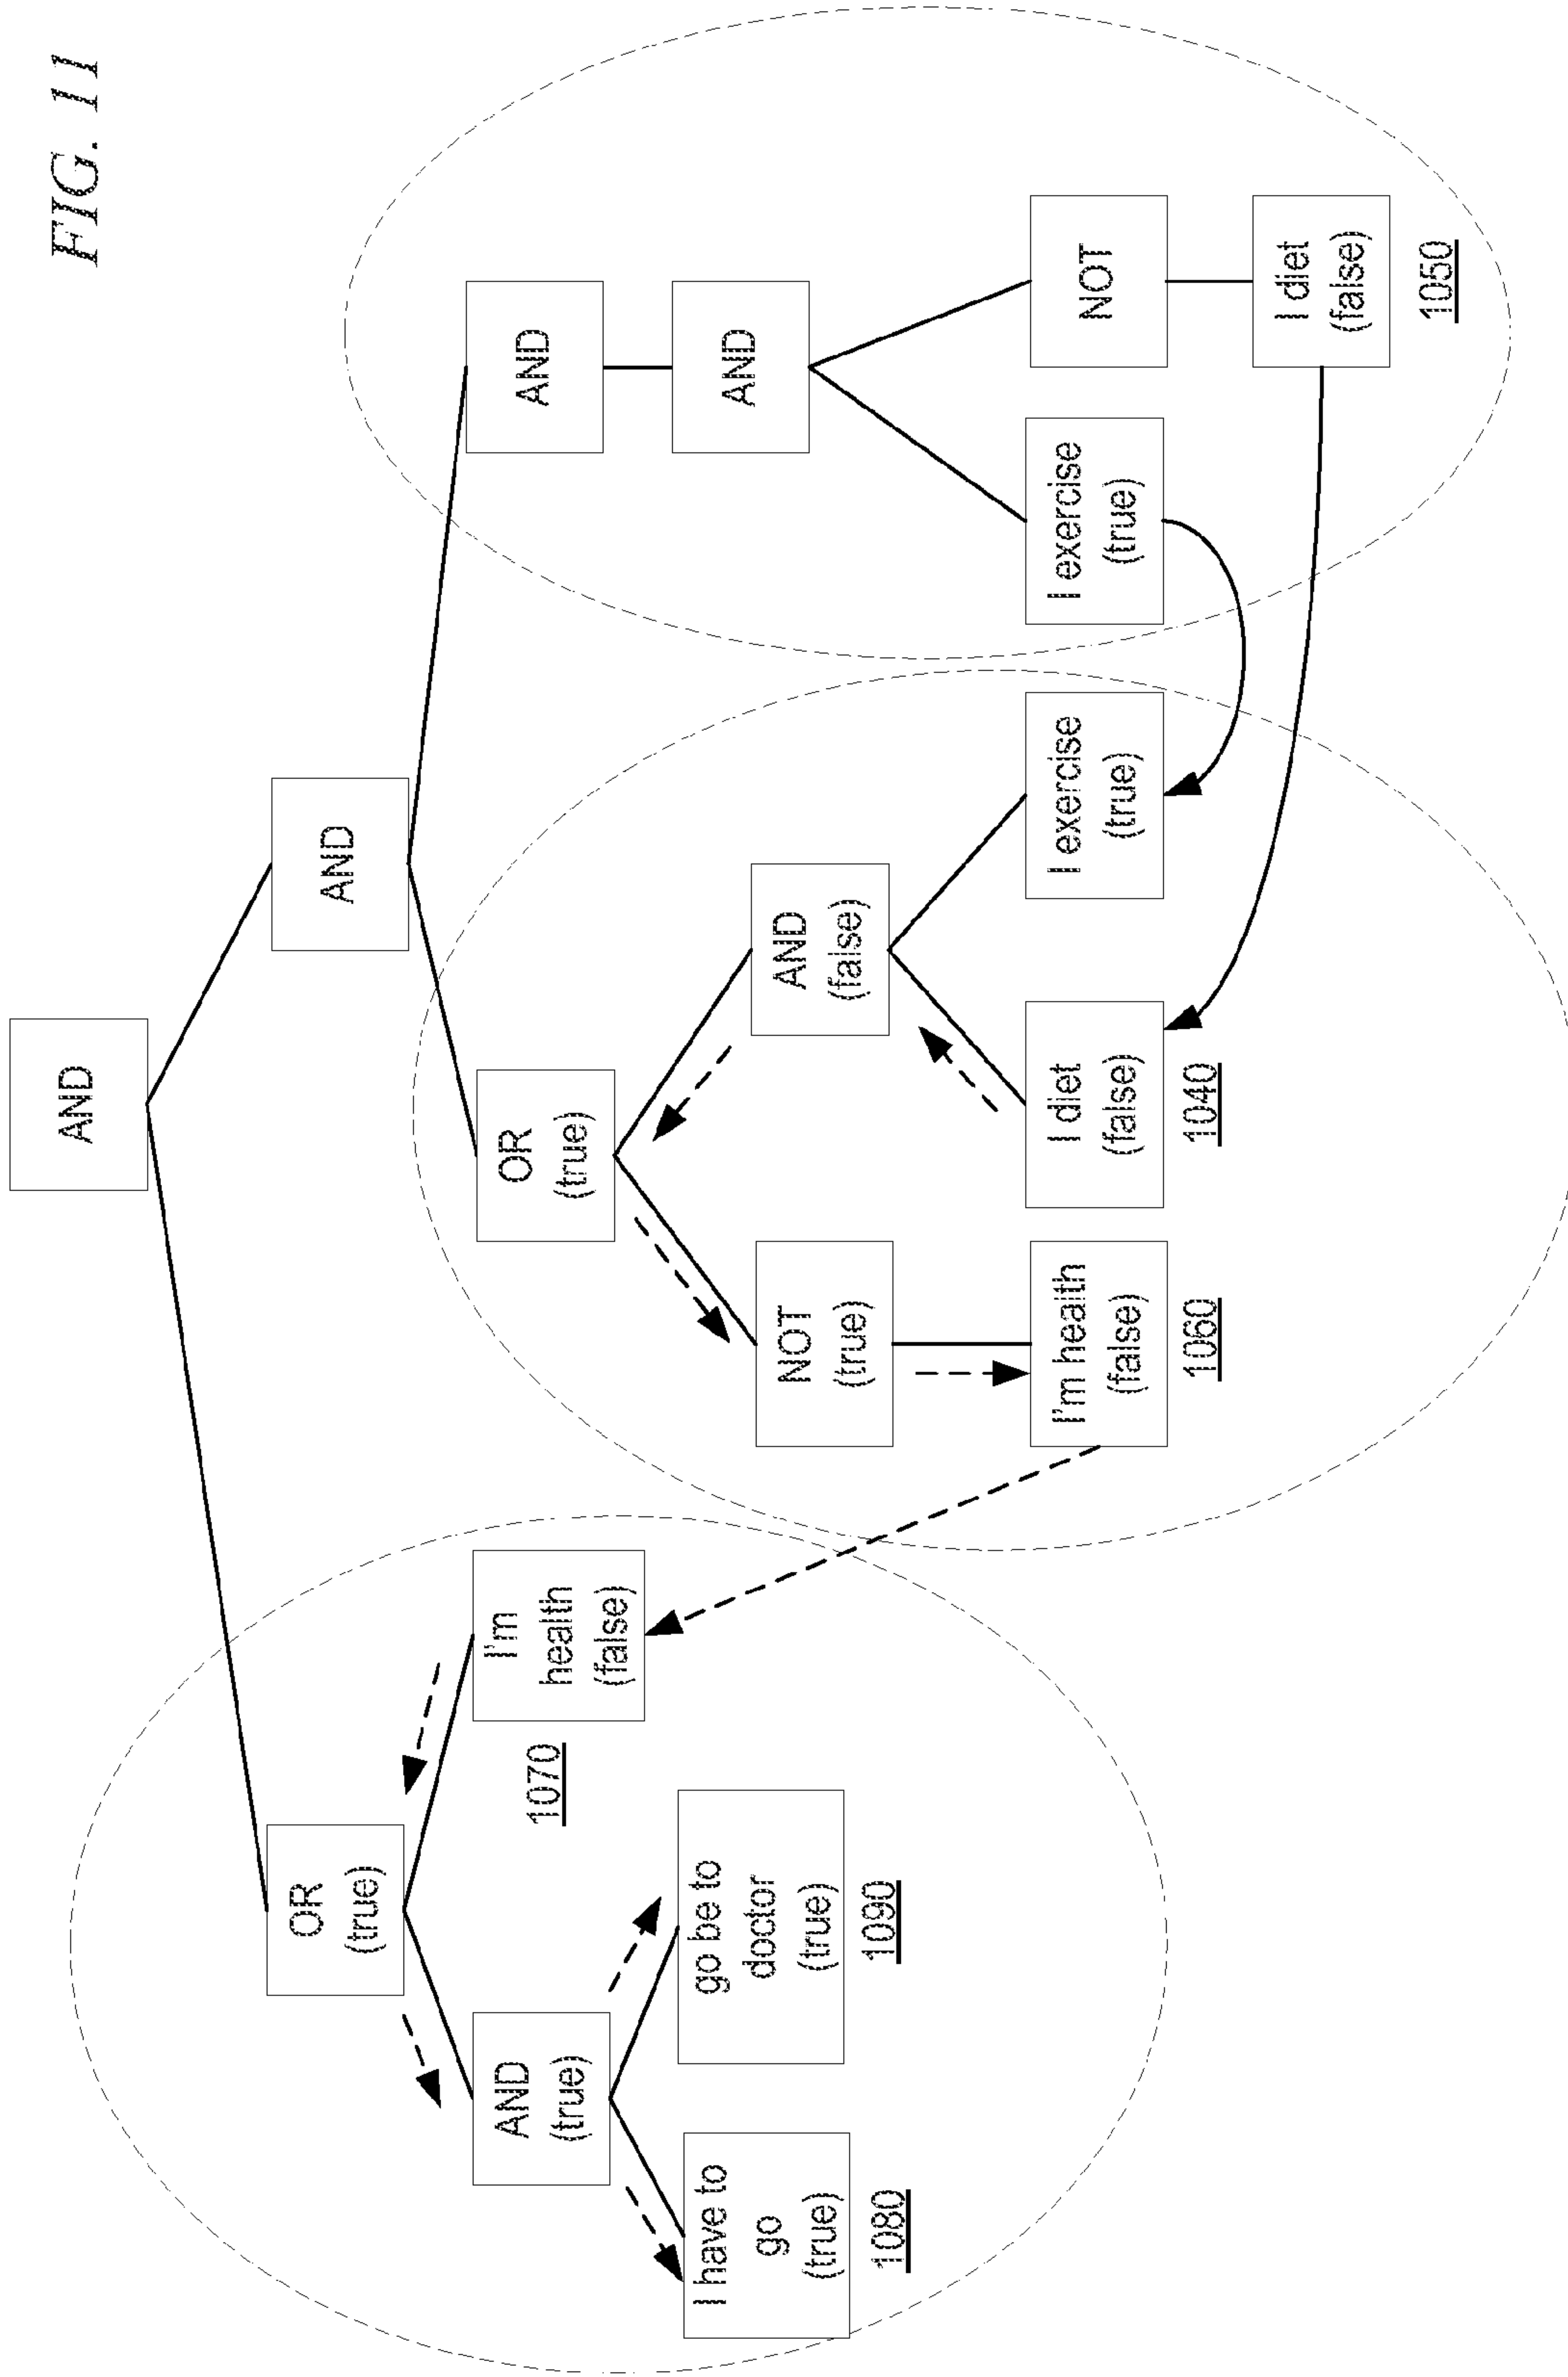 FIG. 11
AND
AND
OR
(true)
AND
(true)
I'm
health
(false)
1070
I have to
go
(true)
1080
go be to
doctor
(true)
1090
OR
(true)
NOT
(true)
AND
(false)
I'm health
(false)
1060
I diet
(false)
1040
I exercise
(true)
AND
AND
I exercise
(true)
NOT
I diet
(false)
1050